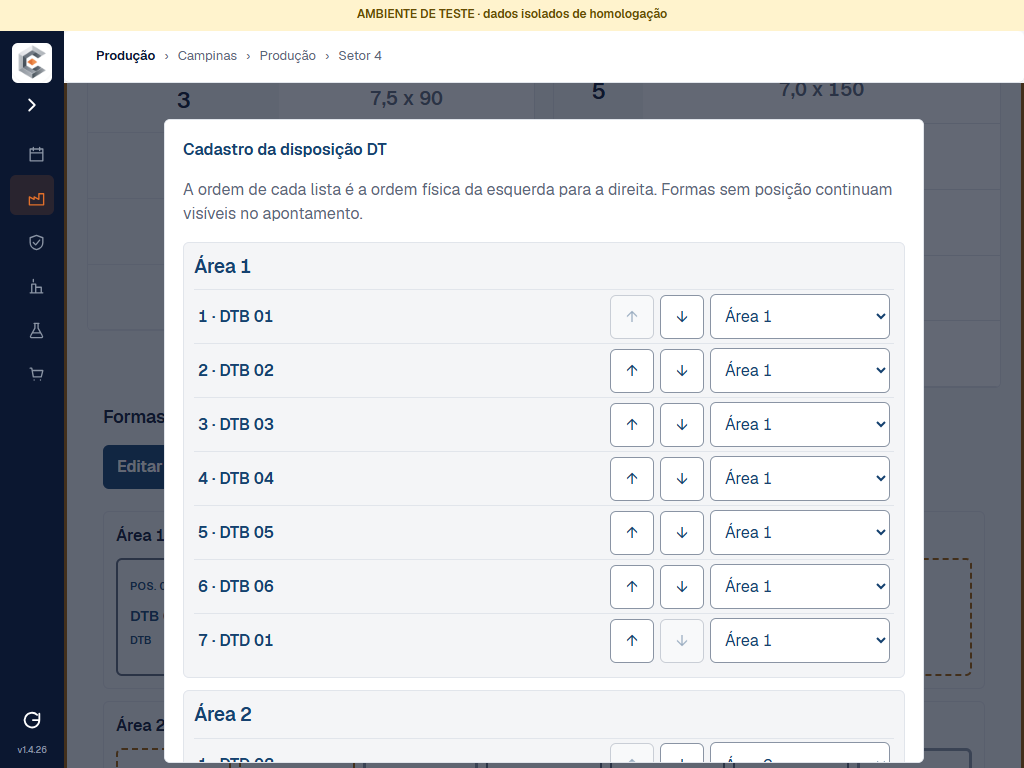 AMBIENTE DE TESTE · dados isolados de homologação
Produção › Campinas › Produção › Setor 4
3 7,5 x 90 5 7,0 x 150
Cadastro da disposição DT
A ordem de cada lista é a ordem física da esquerda para a direita. Formas sem posição continuam
visíveis no apontamento.
Área 1
1 · DTB 01 ↑ ↓ Área 1
2 · DTB 02 ↑ ↓ Área 1
3 · DTB 03 ↑ ↓ Área 1
4 · DTB 04 ↑ ↓ Área 1
5 · DTB 05 ↑ ↓ Área 1
6 · DTB 06 ↑ ↓ Área 1
7 · DTD 01 ↑ ↓ Área 1
Área 2
Formas
Editar
Área 1
POS.
DTB
DTB
Área 2
v1.4.26